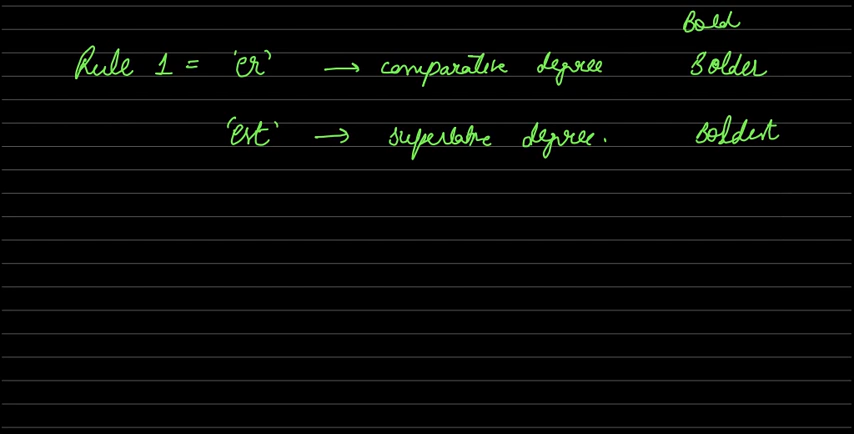 Bold
Rule 1 = 'er' → comparative degree Bolder
'est' → superlative degree. Boldest